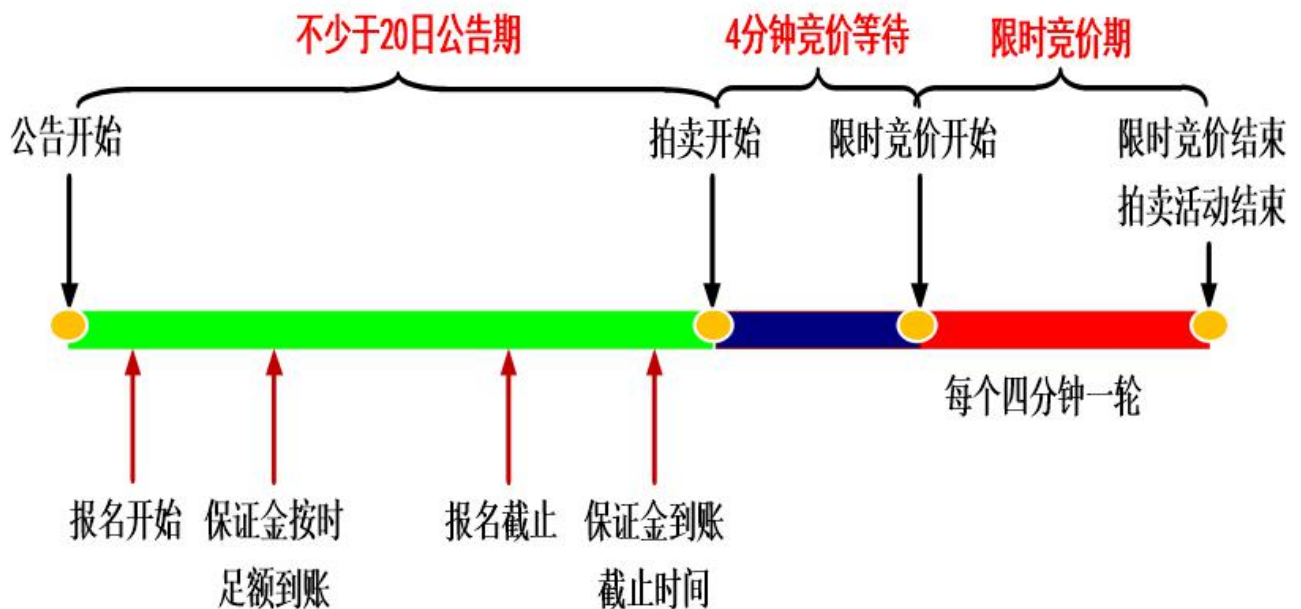 不少于20日公告期
4分钟竞价等待
限时竞价期
公告开始
拍卖开始
限时竞价开始
限时竞价结束
拍卖活动结束
每个四分钟一轮
报名开始
保证金按时
足额到账
报名截止
保证金到账
截止时间